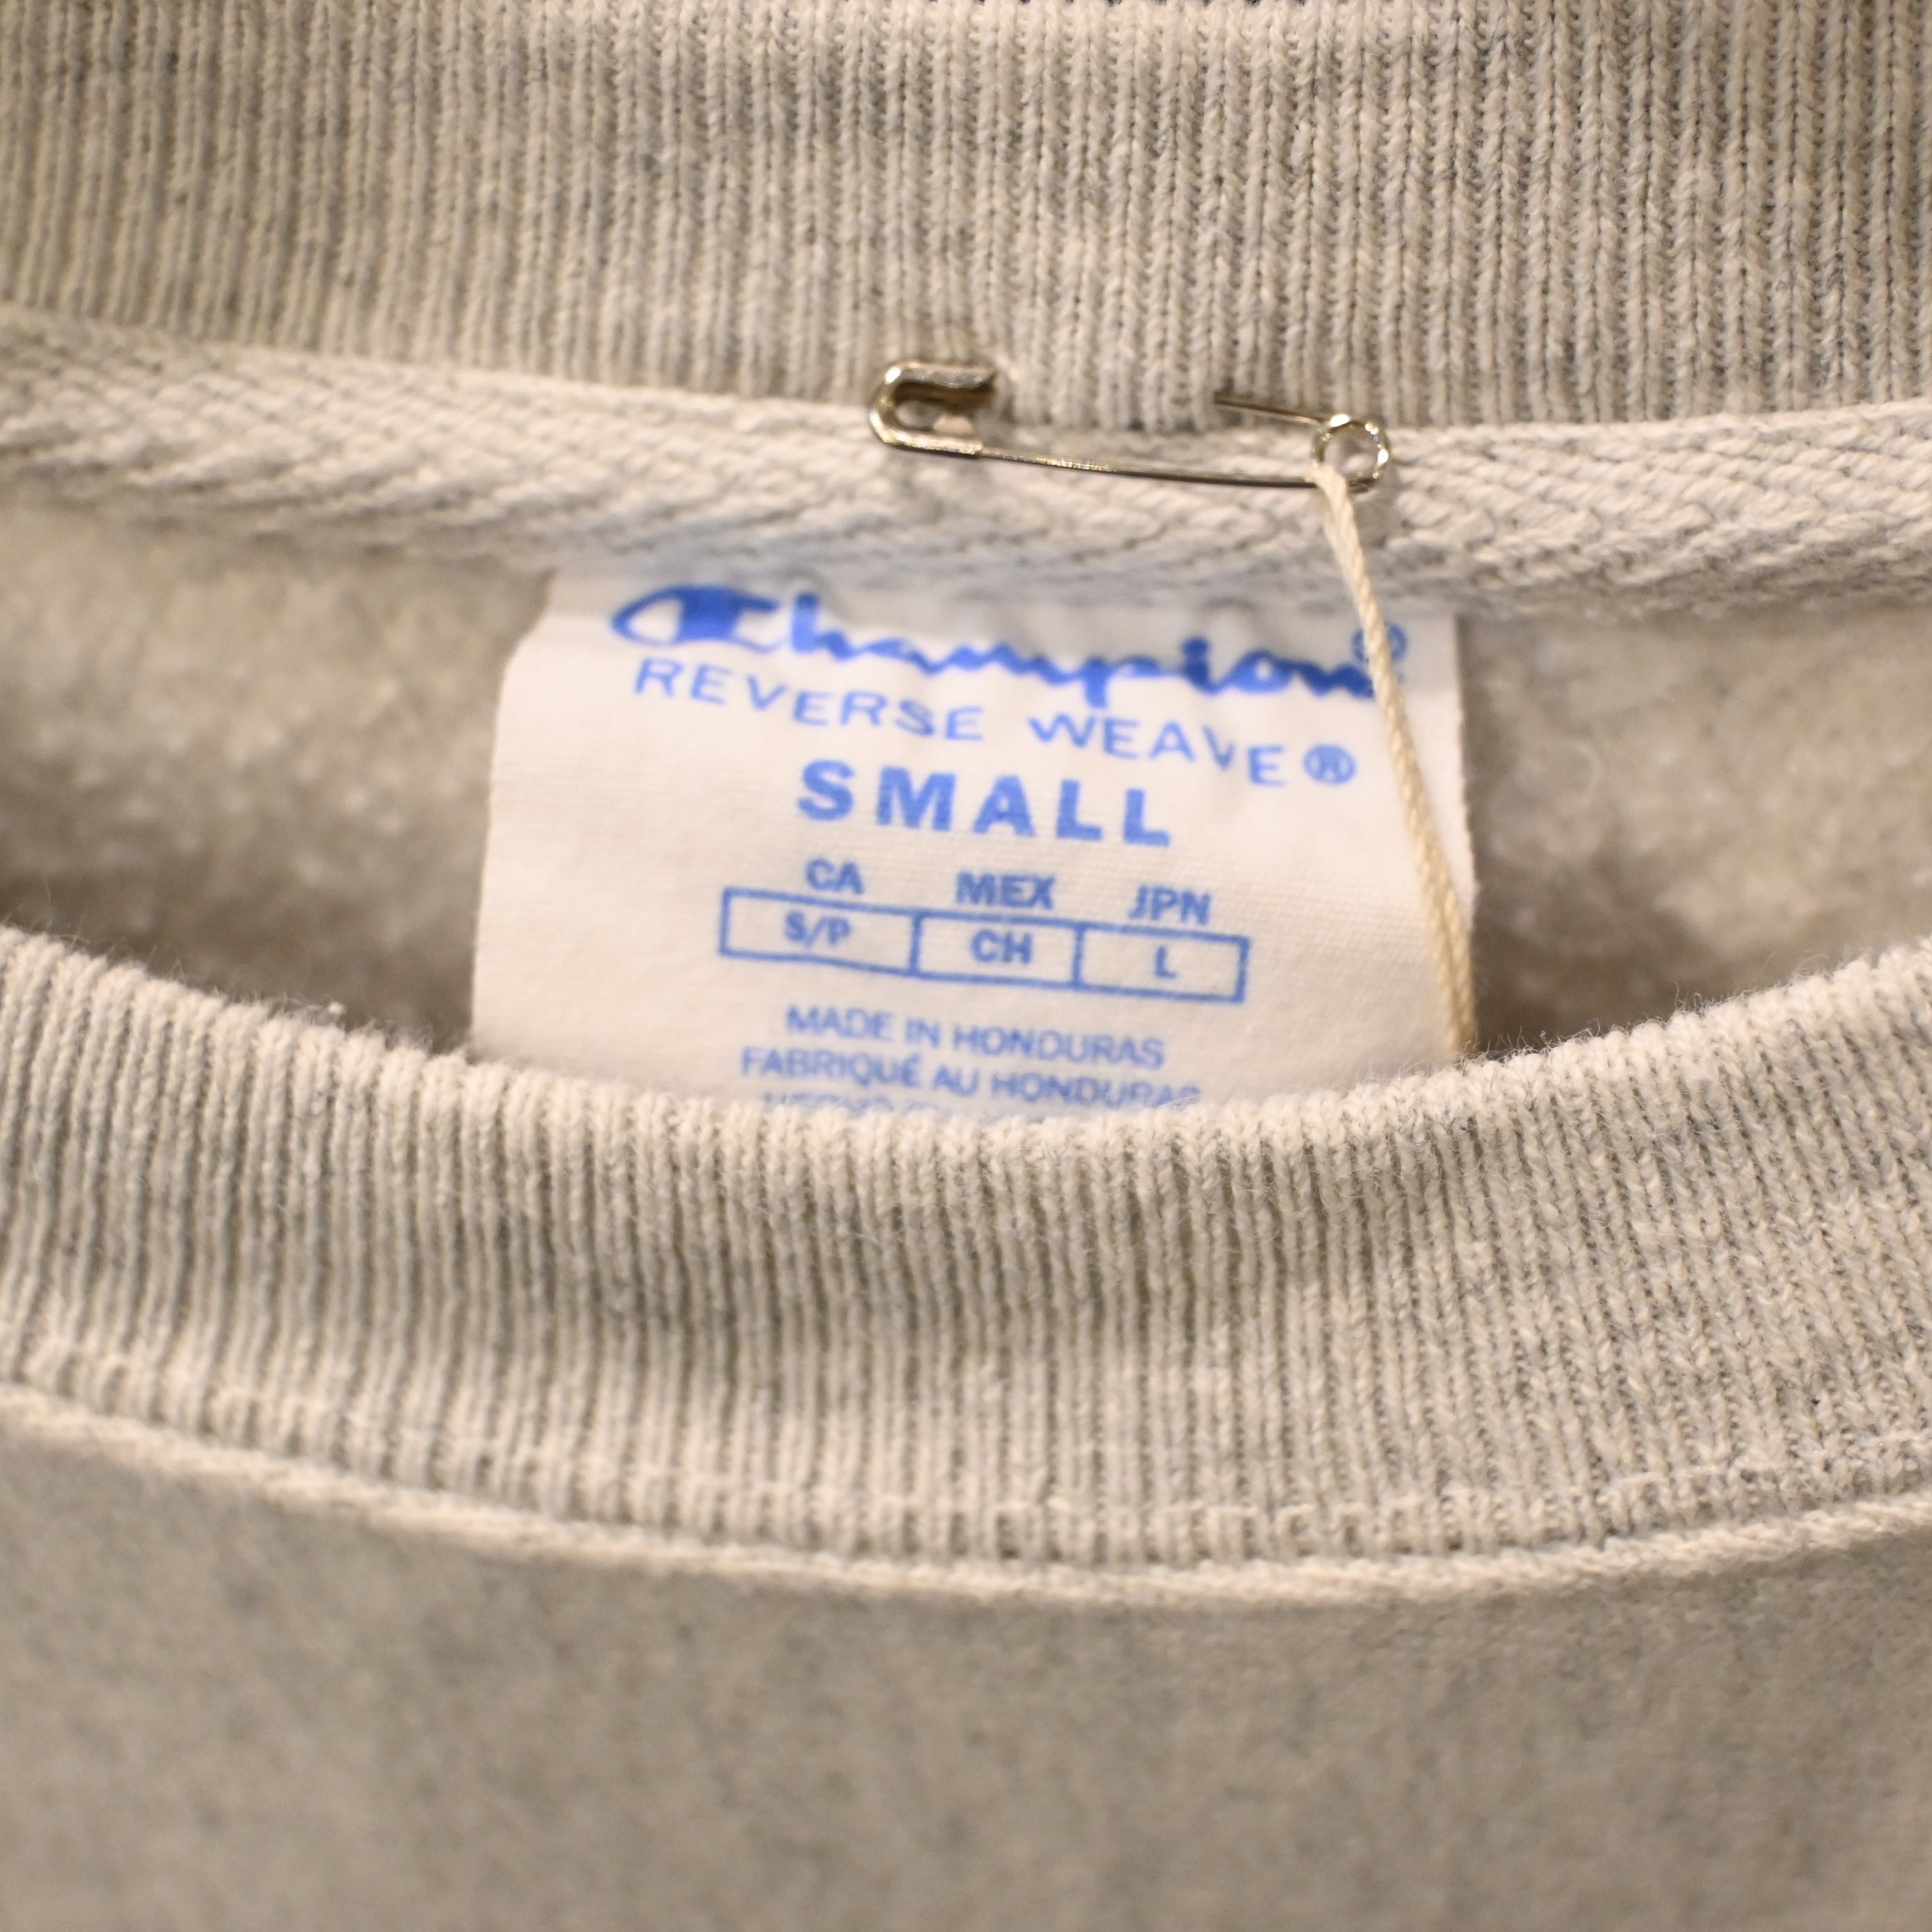 Champion®
REVERSE WEAVE®
SMALL
CA MEX JPN
S/P CH L
MADE IN HONDURAS
FABRIQUÉ AU HONDURAS